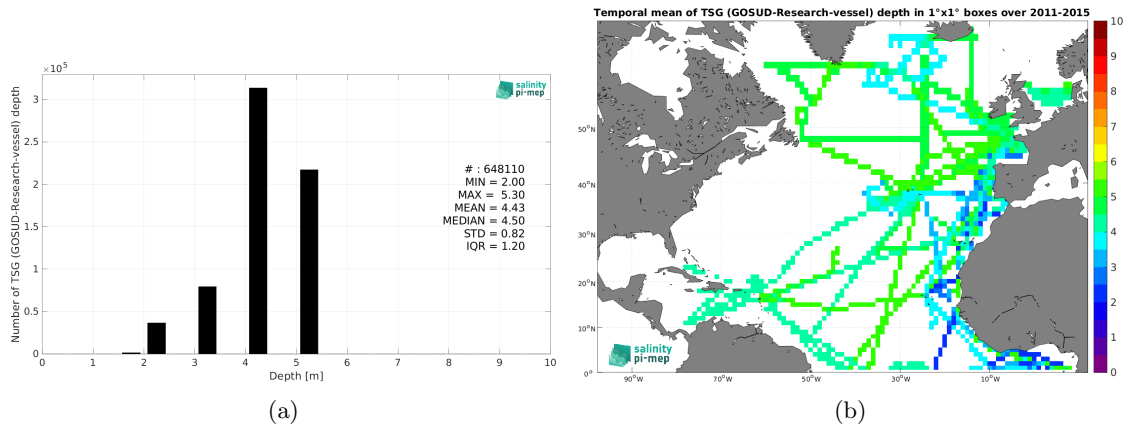 ×10⁵
3
2.5
2
1.5
1
0.5
0
Number of TSG (GOSUD-Research-vessel) depth
salinity
pi-mep
# : 648110
MIN = 2.00
MAX = 5.30
MEAN = 4.43
MEDIAN = 4.50
STD = 0.82
IQR = 1.20
0 1 2 3 4 5 6 7 8 9 10
Depth [m]
(a)
Temporal mean of TSG (GOSUD-Research-vessel) depth in 1°x1° boxes over 2011-2015
50°N
40°N
30°N
20°N
10°N
0°
90°W 70°W 50°W 30°W 10°W
salinity
pi-mep
10
9
8
7
6
5
4
3
2
1
0
(b)